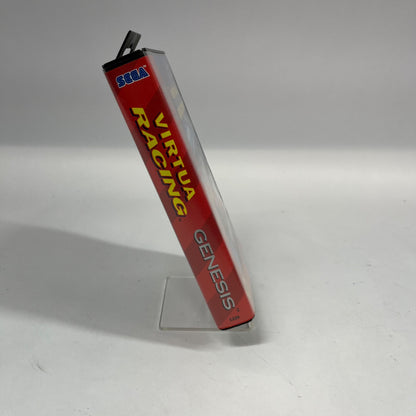 SEGA
VIRTUA
RACING
GENESIS